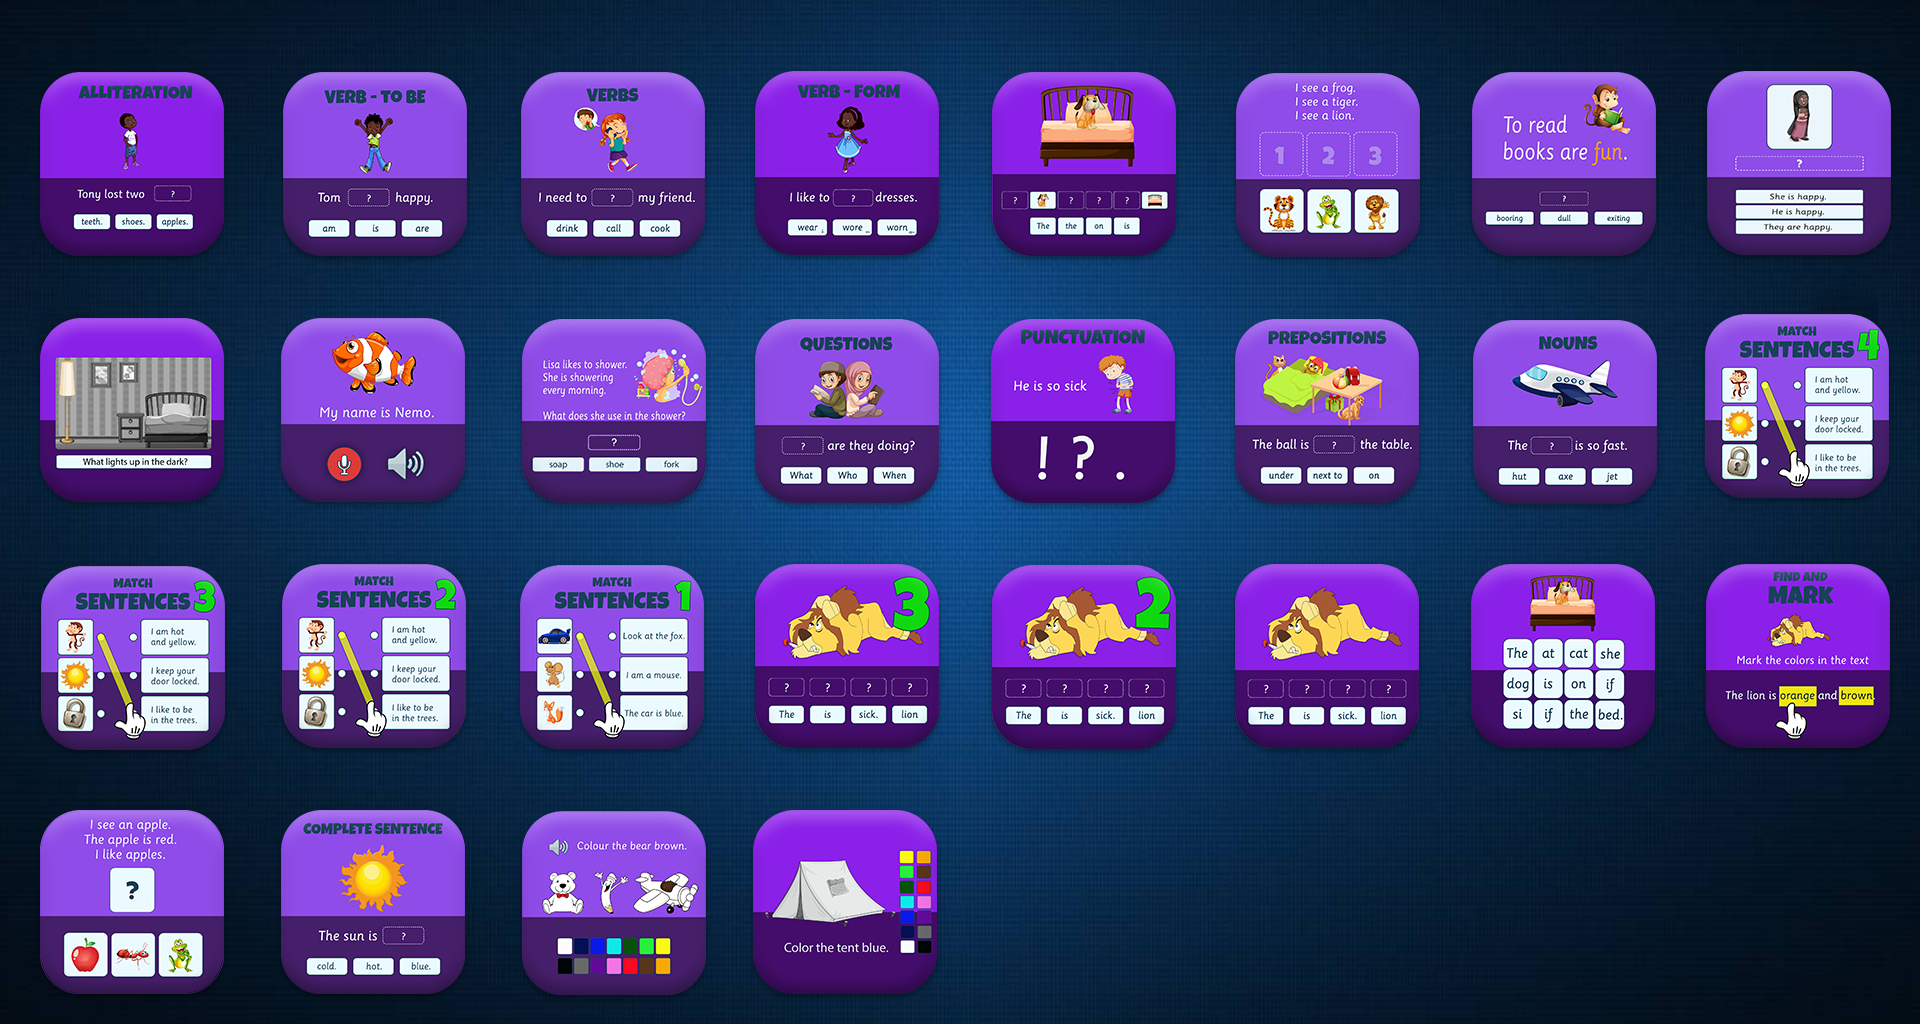 ALLITERATION
Tony lost two ?
teeth. shoes. apples.
VERB - TO BE
Tom ? happy.
am is are
VERBS
I need to ? my friend.
drink call cook
VERB - FORM
I like to ? dresses.
wear wore worn
? ? ? ?
The the on is
I see a frog.
I see a tiger.
I see a lion.
1 2 3
To read
books are fun.
?
booring dull exiting
?
She is happy.
He is happy.
They are happy.
What lights up in the dark?
My name is Nemo.
Lisa likes to shower.
She is showering
every morning.
What does she use in the shower?
?
soap shoe fork
QUESTIONS
? are they doing?
What Who When
PUNCTUATION
He is so sick
! ? .
PREPOSITIONS
The ball is ? the table.
under next to on
NOUNS
The ? is so fast.
hut axe jet
MATCH
SENTENCES 4
I am hot
and yellow.
I keep your
door locked.
I like to be
in the trees.
MATCH
SENTENCES 3
I am hot
and yellow.
I keep your
door locked.
I like to be
in the trees.
MATCH
SENTENCES 2
I am hot
and yellow.
I keep your
door locked.
I like to be
in the trees.
MATCH
SENTENCES 1
Look at the fox.
I am a mouse.
The car is blue.
3
? ? ? ?
The is sick. lion
2
? ? ? ?
The is sick. lion
? ? ? ?
The is sick. lion
The at cat she
dog is on if
si if the bed.
FIND AND
MARK
Mark the colors in the text
The lion is orange and brown.
I see an apple.
The apple is red.
I like apples.
?
COMPLETE SENTENCE
The sun is ?
cold. hot. blue.
Colour the bear brown.
Color the tent blue.